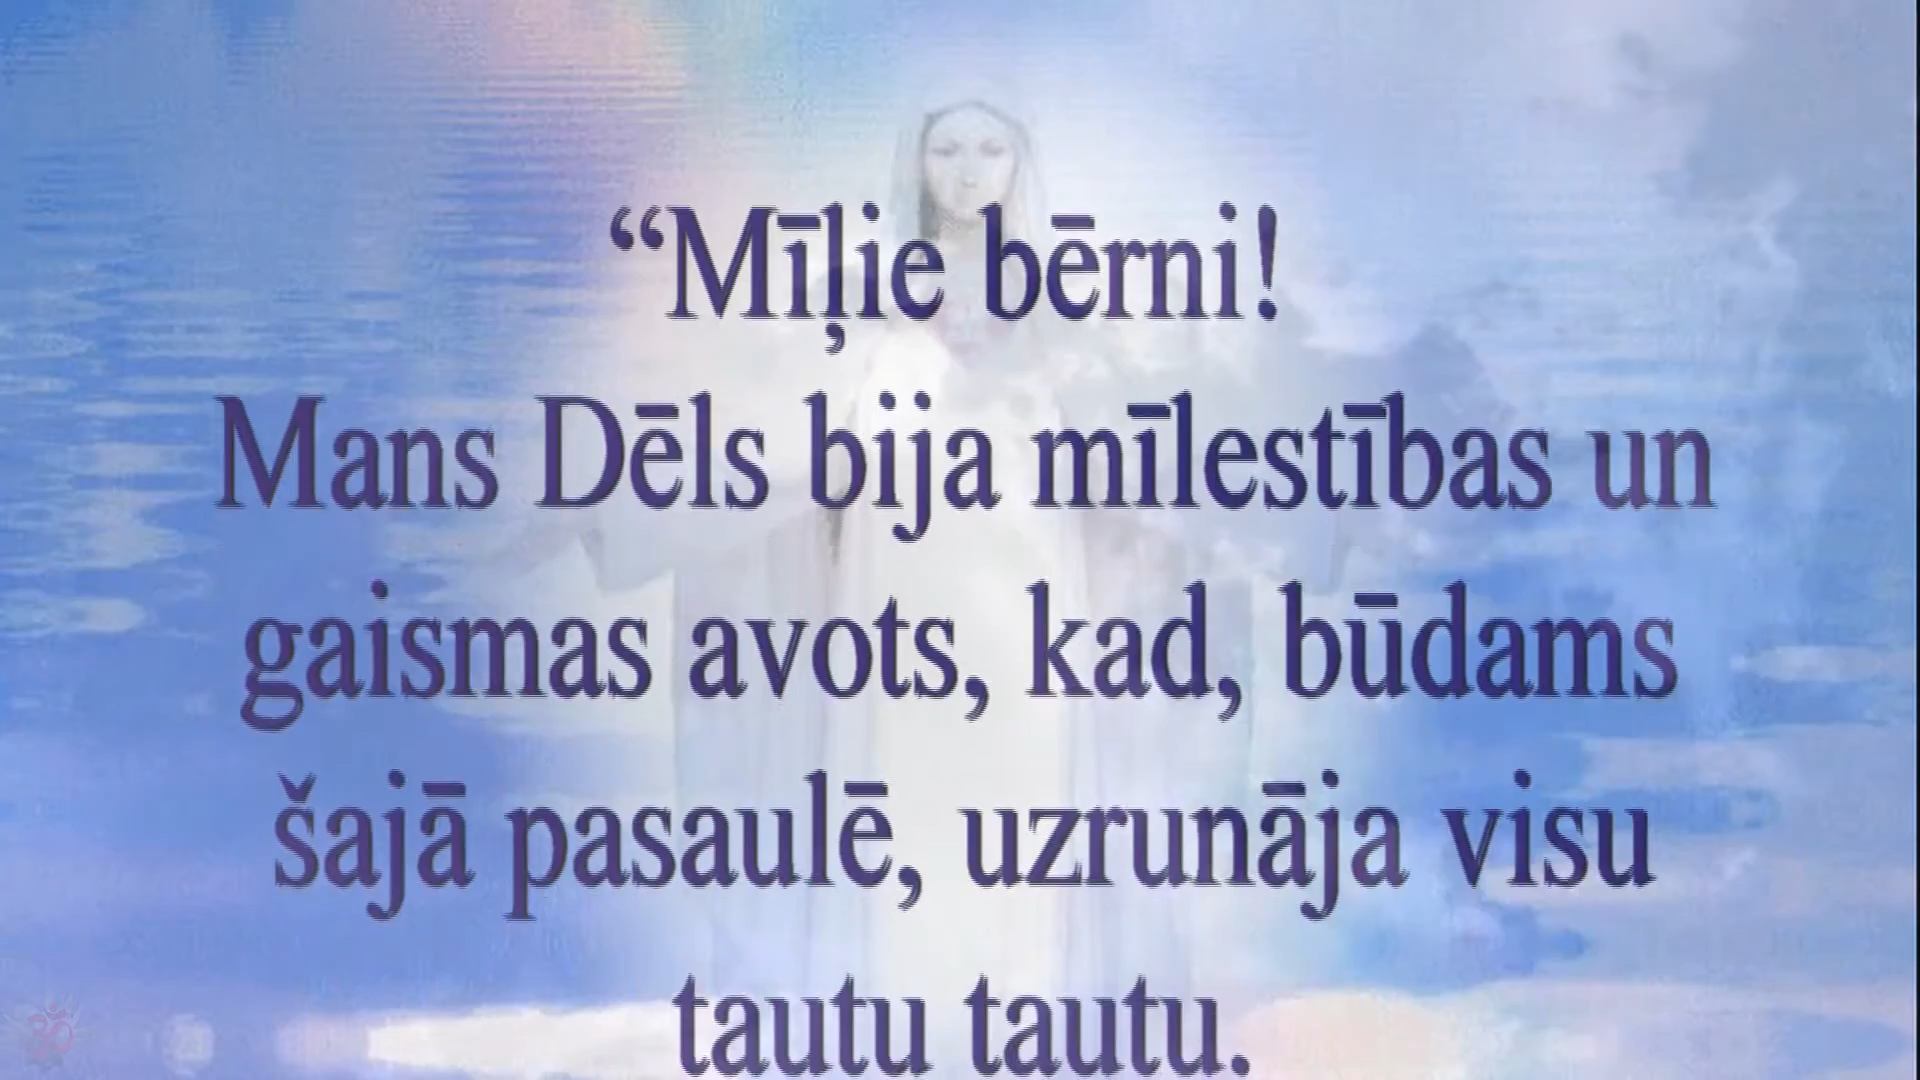 “Mīļie bērni!
Mans Dēls bija mīlestības un
gaismas avots, kad, būdams
šajā pasaulē, uzrunāja visu
tautu tautu.